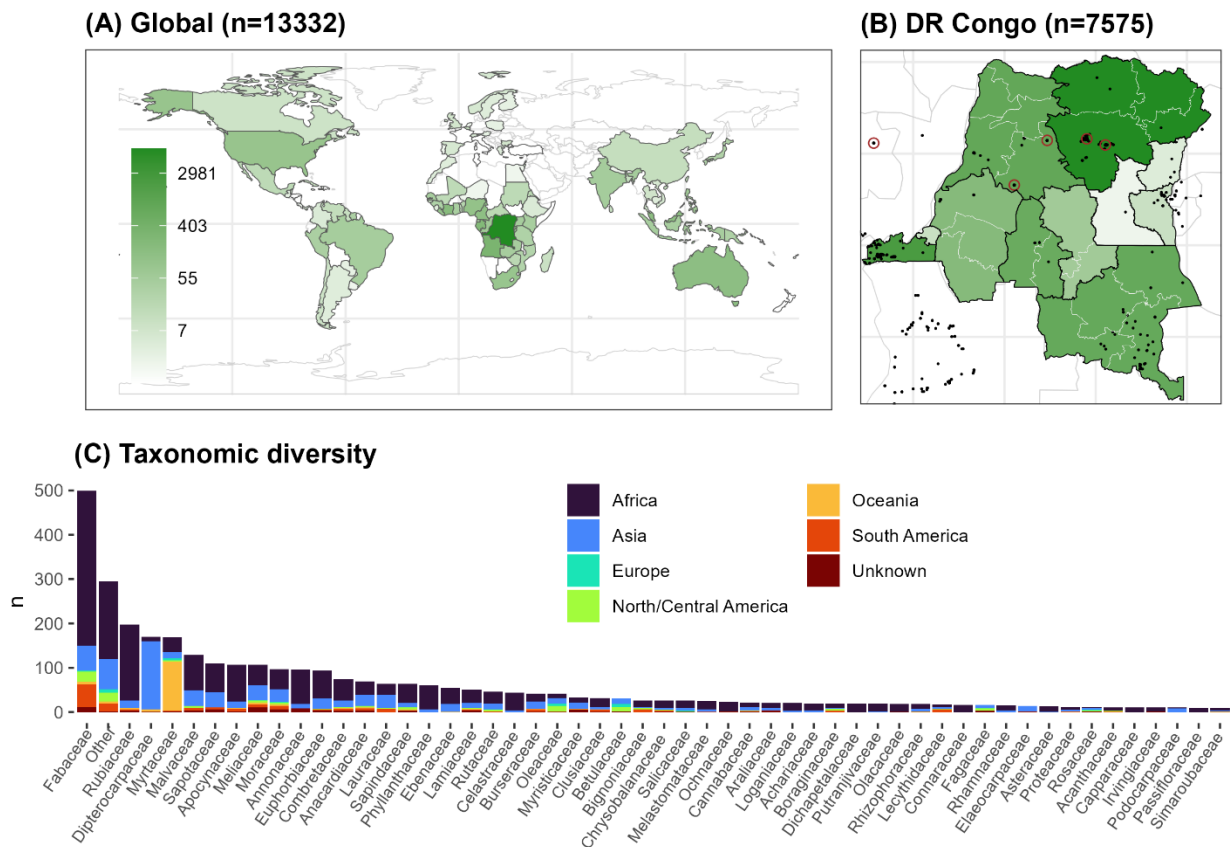 (A) Global (n=13332)
(B) DR Congo (n=7575)
2981
403
55
7
(C) Taxonomic diversity
500
400
300
200
100
0
n
Africa
Asia
Europe
North/Central America
Oceania
South America
Unknown
Fabaceae
Other
Rubiaceae
Dipterocarpaceae
Myrtaceae
Malvaceae
Sapotaceae
Apocynaceae
Meliaceae
Moraceae
Annonaceae
Euphorbiaceae
Combretaceae
Anacardiaceae
Lauraceae
Sapindaceae
Phyllanthaceae
Ebenaceae
Lamiaceae
Rutaceae
Celastraceae
Burseraceae
Oleaceae
Myristicaceae
Clusiaceae
Betulaceae
Bignoniaceae
Chrysobalanaceae
Salicaceae
Melastomataceae
Ochnaceae
Cannabaceae
Araliaceae
Loganiaceae
Achariaceae
Boraginaceae
Dichapetalaceae
Putranjivaceae
Olacaceae
Rhizophoraceae
Lecythidaceae
Connaraceae
Fagaceae
Rhamnaceae
Elaeocarpaceae
Asteraceae
Proteaceae
Rosaceae
Acanthaceae
Capparaceae
Irvingiaceae
Podocarpaceae
Passifloraceae
Simaroubaceae